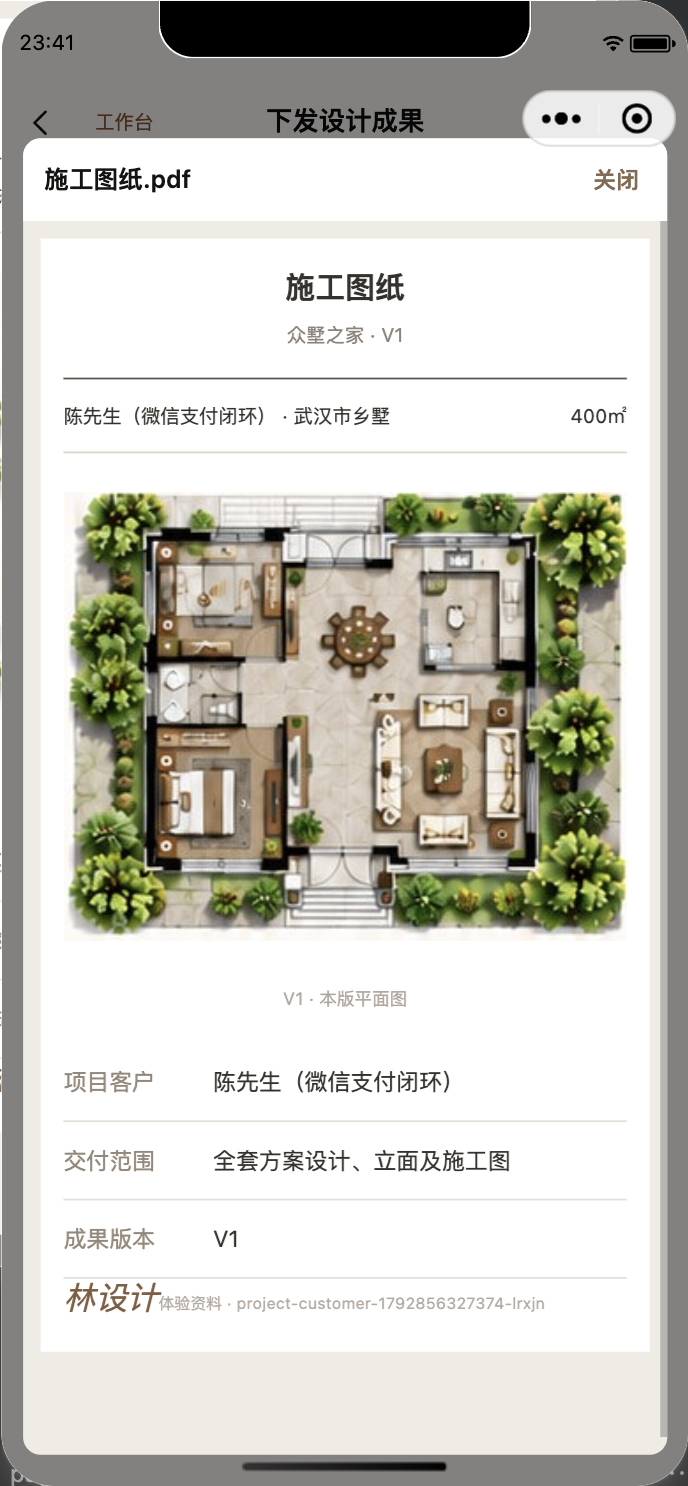 23:41
工作台
下发设计成果
施工图纸.pdf
关闭
施工图纸
众墅之家 · V1
陈先生（微信支付闭环） · 武汉市乡墅
400㎡
V1 · 本版平面图
项目客户 陈先生（微信支付闭环）
交付范围 全套方案设计、立面及施工图
成果版本 V1
林设计 体验资料 · project-customer-1792856327374-lrxjn